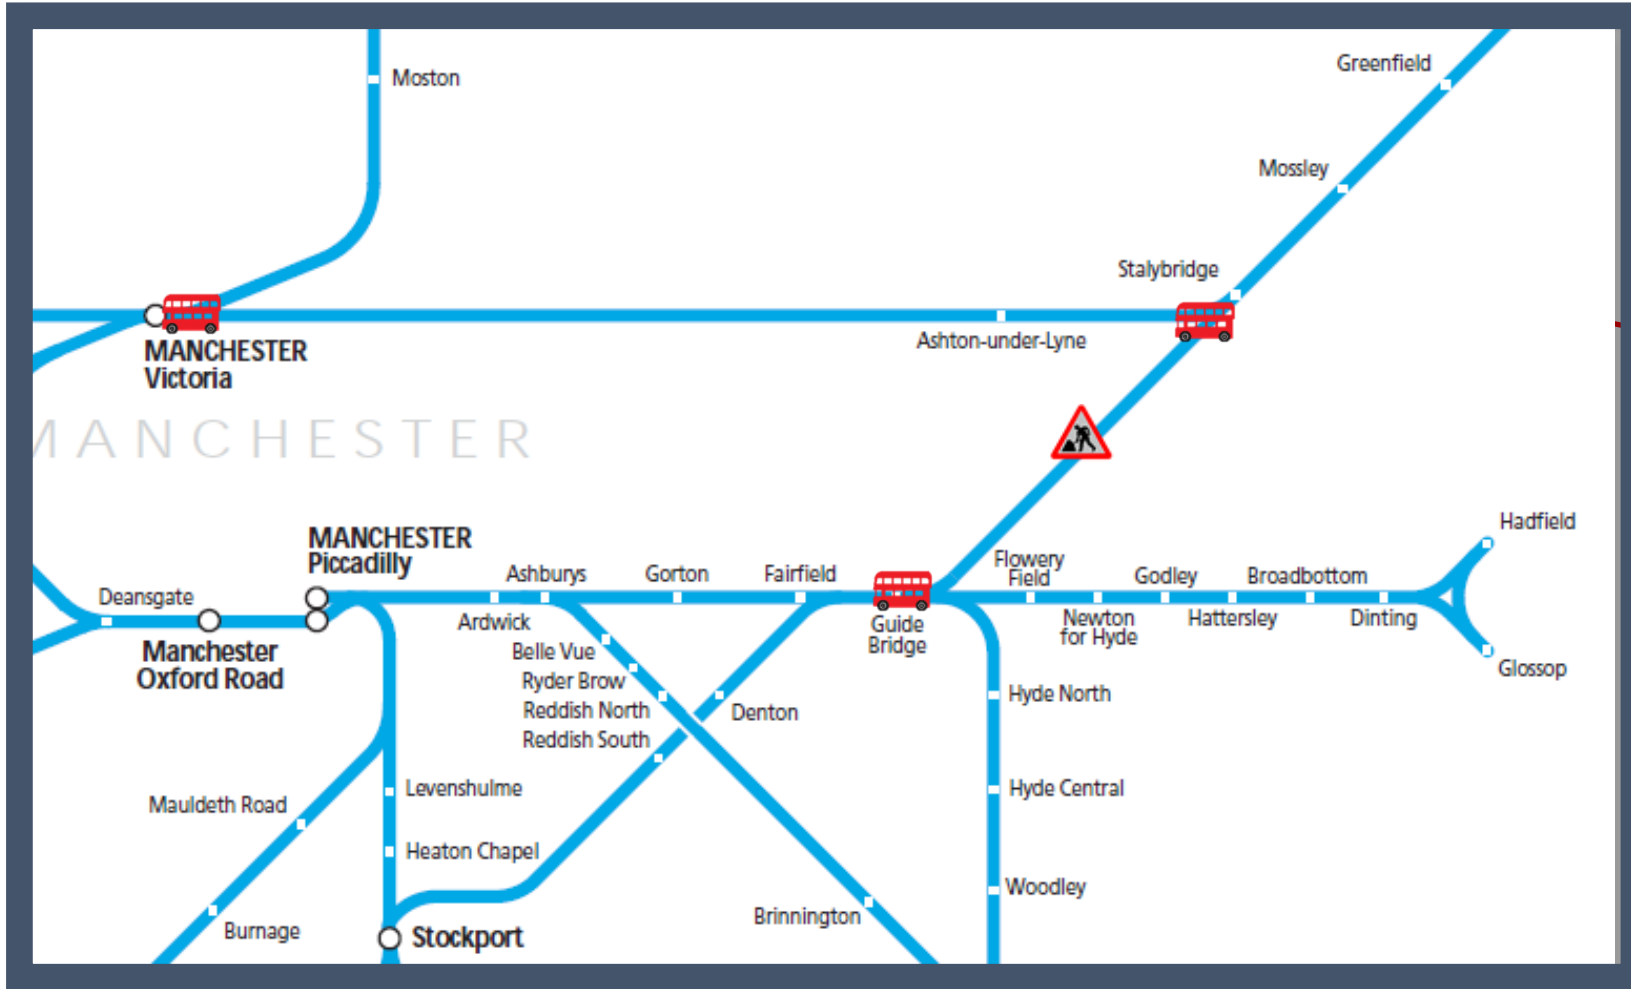 Greenfield
Moston
Mossley
Stalybridge
Ashton-under-Lyne
MANCHESTER
Victoria
MANCHESTER
Hadfield
MANCHESTER
Piccadilly
Flowery
Field
Ashburys
Gorton
Fairfield
Godley
Broadbottom
Deansgate
Ardwick
Guide
Bridge
Newton
for Hyde
Hattersley
Dinting
Manchester
Oxford Road
Belle Vue
Glossop
Ryder Brow
Hyde North
Reddish North
Denton
Reddish South
Levenshulme
Hyde Central
Mauldeth Road
Heaton Chapel
Woodley
Brinnington
Burnage
Stockport